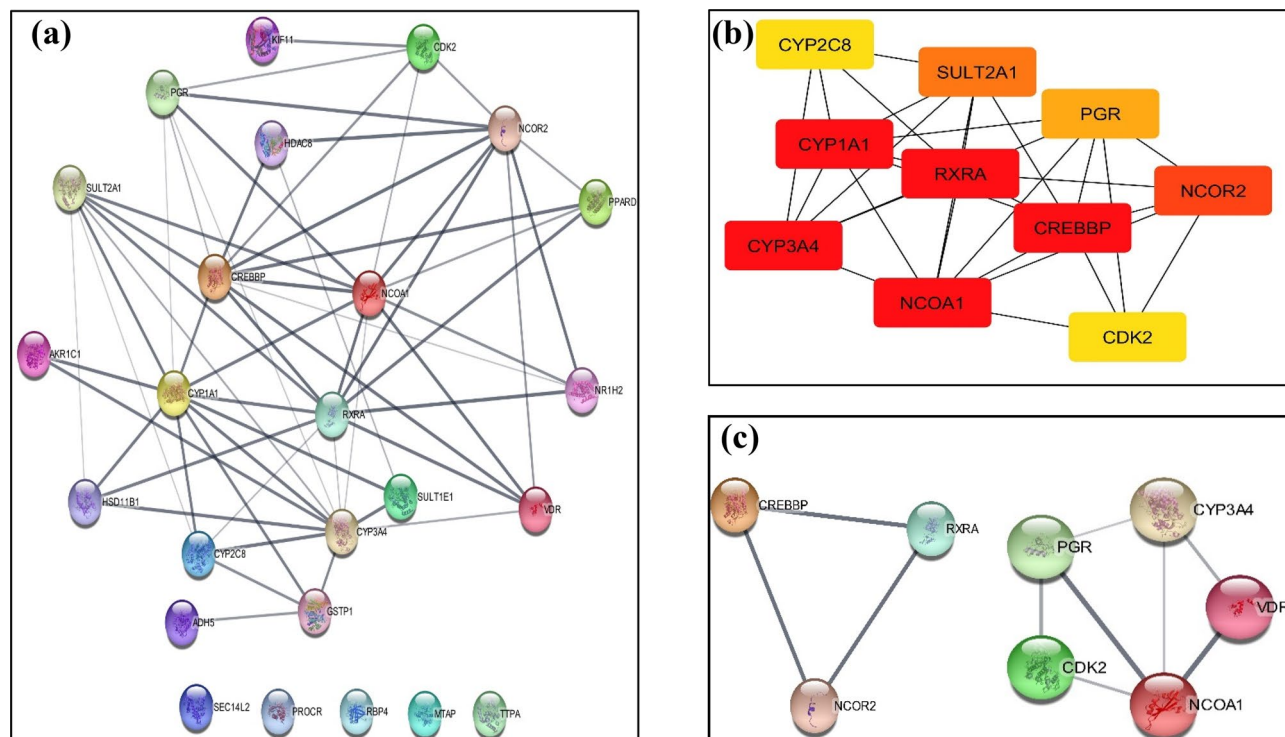 (a)
KIF11
CDK2
PGR
NCOR2
HDAC8
SULT2A1
PPARD
CREBBP
NCOA1
AKR1C1
CYP1A1
NR1H2
RXRA
HSD11B1
SULT1E1
VDR
CYP3A4
CYP2C8
GSTP1
ADH5
SEC14L2
PROCR
RBP4
MTAP
TTPA
(b)
CYP2C8
SULT2A1
PGR
CYP1A1
RXRA
NCOR2
CREBBP
CYP3A4
NCOA1
CDK2
(c)
CREBBP
RXRA
NCOR2
CYP3A4
PGR
VDR
CDK2
NCOA1